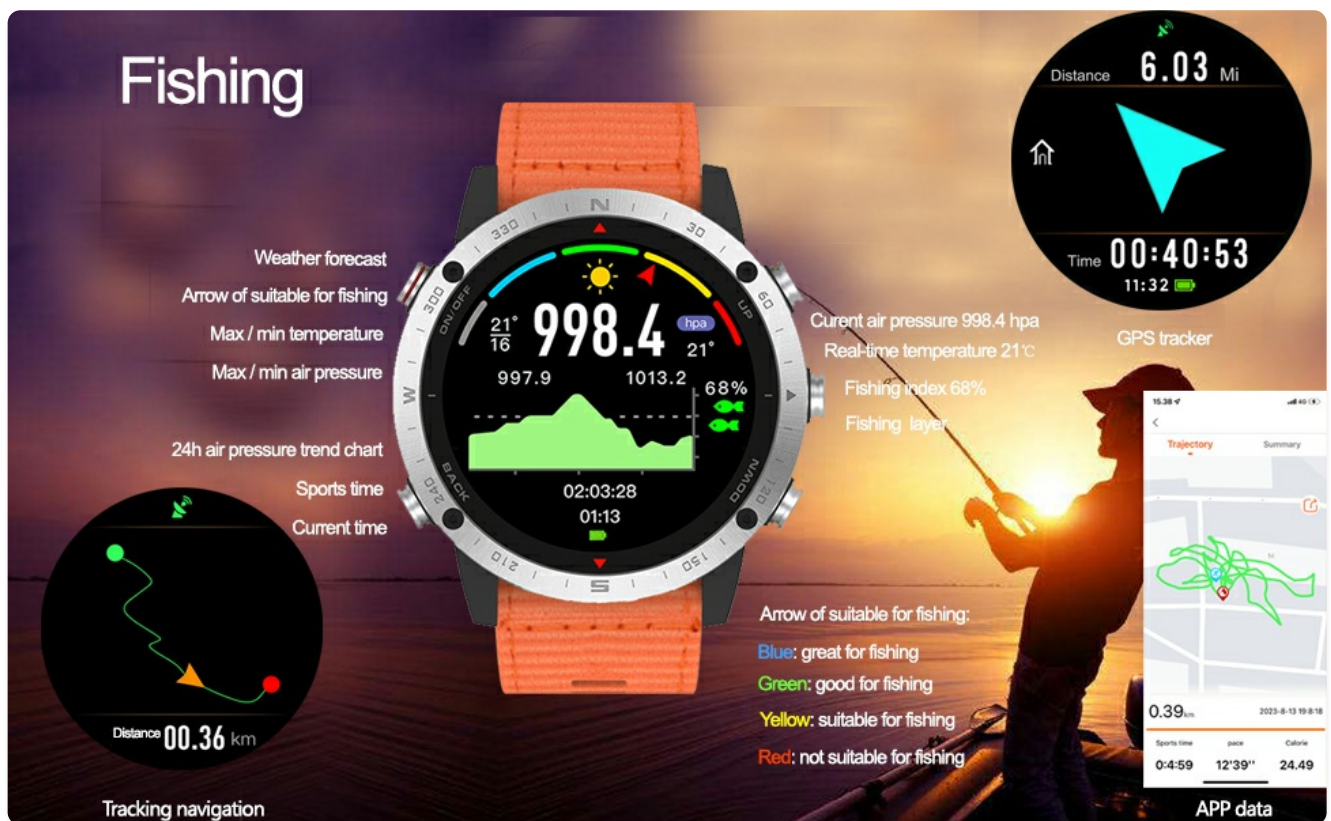 Fishing
Weather forecast
Arrow of suitable for fishing
Max / min temperature
Max / min air pressure
24h air pressure trend chart
Sports time
Current time
Distance 00.36 km
Tracking navigation
N
30
60
120
150
S
210
240
W
300
330
ON/OFF
UP
DOWN
BACK
21°
16
998.4
hpa
21°
997.9
1013.2
68%
02:03:28
01:13
Curent air pressure 998.4 hpa
Real-time temperature 21℃
Fishing index 68%
Fishing layer
Arrow of suitable for fishing:
Blue: great for fishing
Green: good for fishing
Yellow: suitable for fishing
Red: not suitable for fishing
Distance 6.03 Mi
Time 00:40:53
11:32
GPS tracker
15.38
4G
Trajectory Summary
0.39km 2023-8-13 19:8:18
Sports time pace Calorie
0:4:59 12'39'' 24.49
APP data